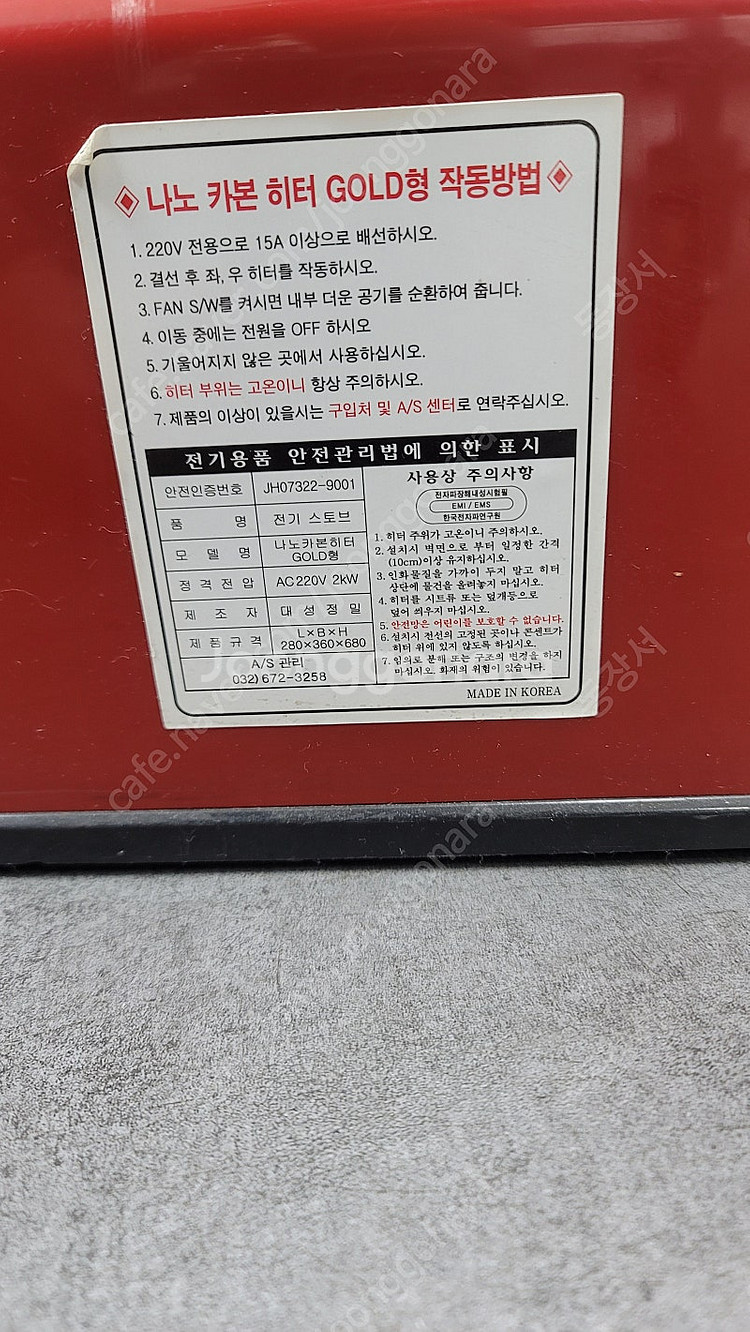 나노 카본 히터 GOLD형 작동방법
1. 220V 전용으로 15A 이상으로 배선하시오.
2. 결선 후 좌, 우 히터를 작동하시오.
3. FAN S/W를 켜시면 내부 더운 공기를 순환하여 줍니다.
4. 이동 중에는 전원을 OFF 하시오
5. 기울어지지 않은 곳에서 사용하십시오.
6. 히터 부위는 고온이니 항상 주의하시오.
7. 제품의 이상이 있을시는 구입처 및 A/S 센터로 연락주십시오.
전기용품 안전관리법에 의한 표시
안전인증번호 JH07322-9001
품 명 전기 스토브
모 델 명 나노카본히터 GOLD형
정 격 전 압 AC 220V 2kW
제 조 자 대 성 정 밀
제 품 규 격 L×B×H 280×360×680
A/S 관리
032) 672-3258
사용상 주의사항
전자파장해내성시험필
EMI / EMS
한국전자파연구원
1. 히터 주위가 고온이니 주의하시오.
2. 설치시 벽면으로 부터 일정한 간격
(10cm)이상 유지하십시오.
3. 인화물질을 가까이 두지 말고 히터
상단에 물건을 올려놓지 마십시오.
4. 히터를 시트류 또는 덮개등으로
덮어 씌우지 마십시오.
5. 안전망은 어린이를 보호할 수 없습니다.
6. 설치시 전선의 고정된 곳이나 콘센트가
히터 위에 있지 않도록 하십시오.
7. 임의로 분해 또는 구조의 변경을 하지
마십시오. 화재의 위험이 있습니다.
MADE IN KOREA
Joonggonara
cafe.naver.com/joonggonara
동강서
동강서